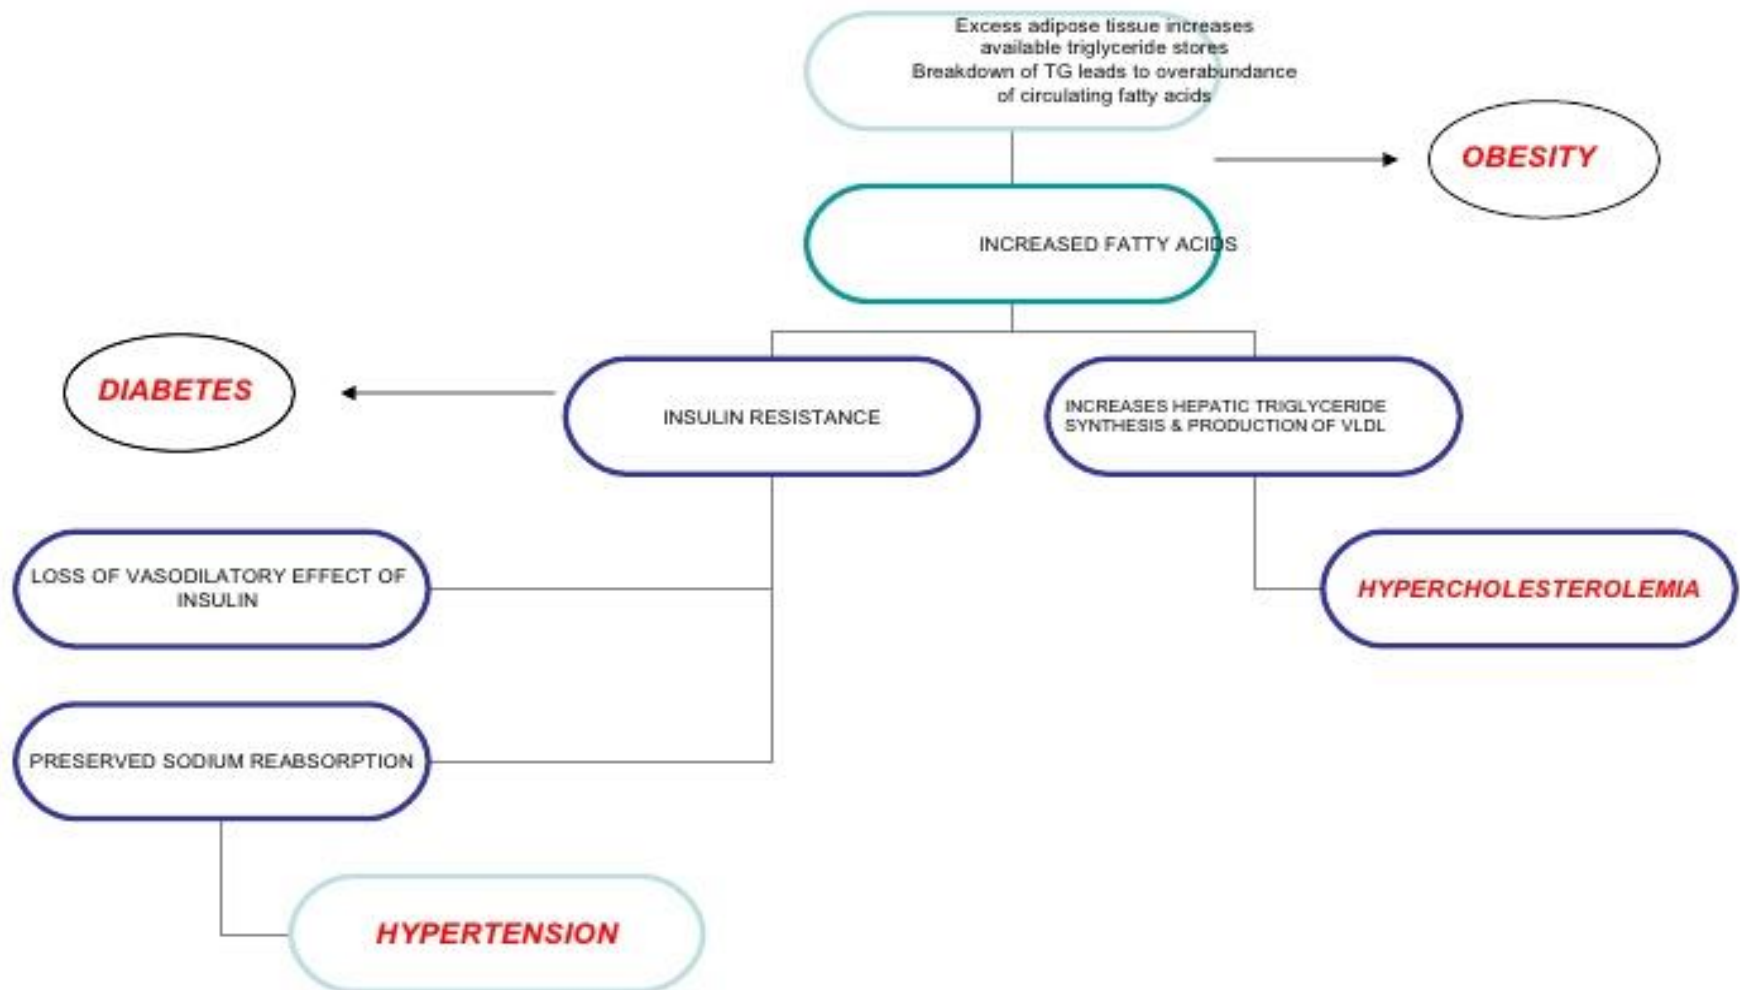 Excess adipose tissue increases
available triglyceride stores
Breakdown of TG leads to overabundance
of circulating fatty acids
OBESITY
INCREASED FATTY ACIDS
DIABETES
INSULIN RESISTANCE
INCREASES HEPATIC TRIGLYCERIDE
SYNTHESIS & PRODUCTION OF VLDL
LOSS OF VASODILATORY EFFECT OF
INSULIN
HYPERCHOLESTEROLEMIA
PRESERVED SODIUM REABSORPTION
HYPERTENSION